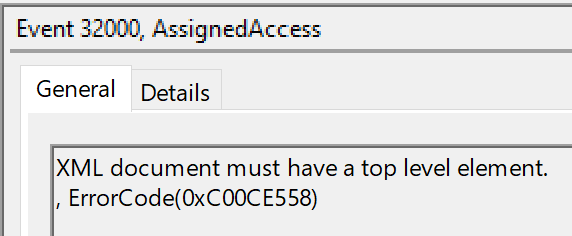 Event 32000, AssignedAccess
General
Details
XML document must have a top level element.
, ErrorCode(0xC00CE558)